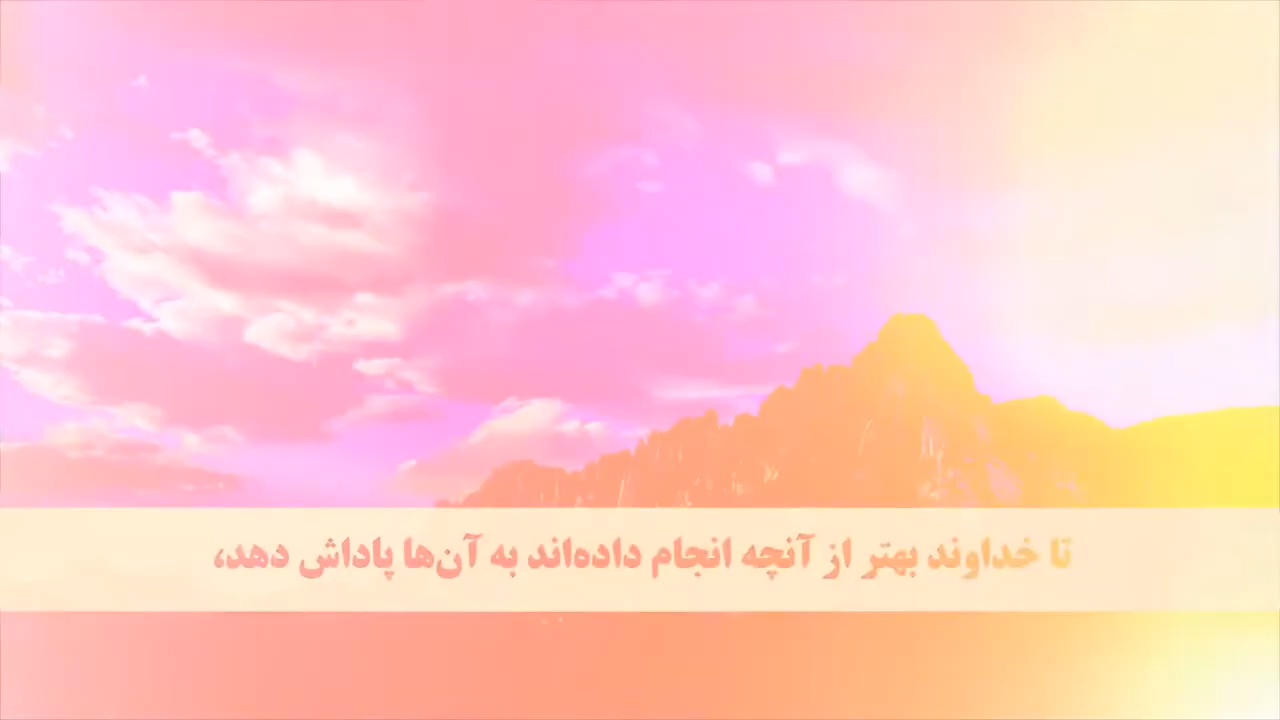 تا خداوند بهتر از آنچه انجام داده‌اند به آن‌ها پاداش دهد،